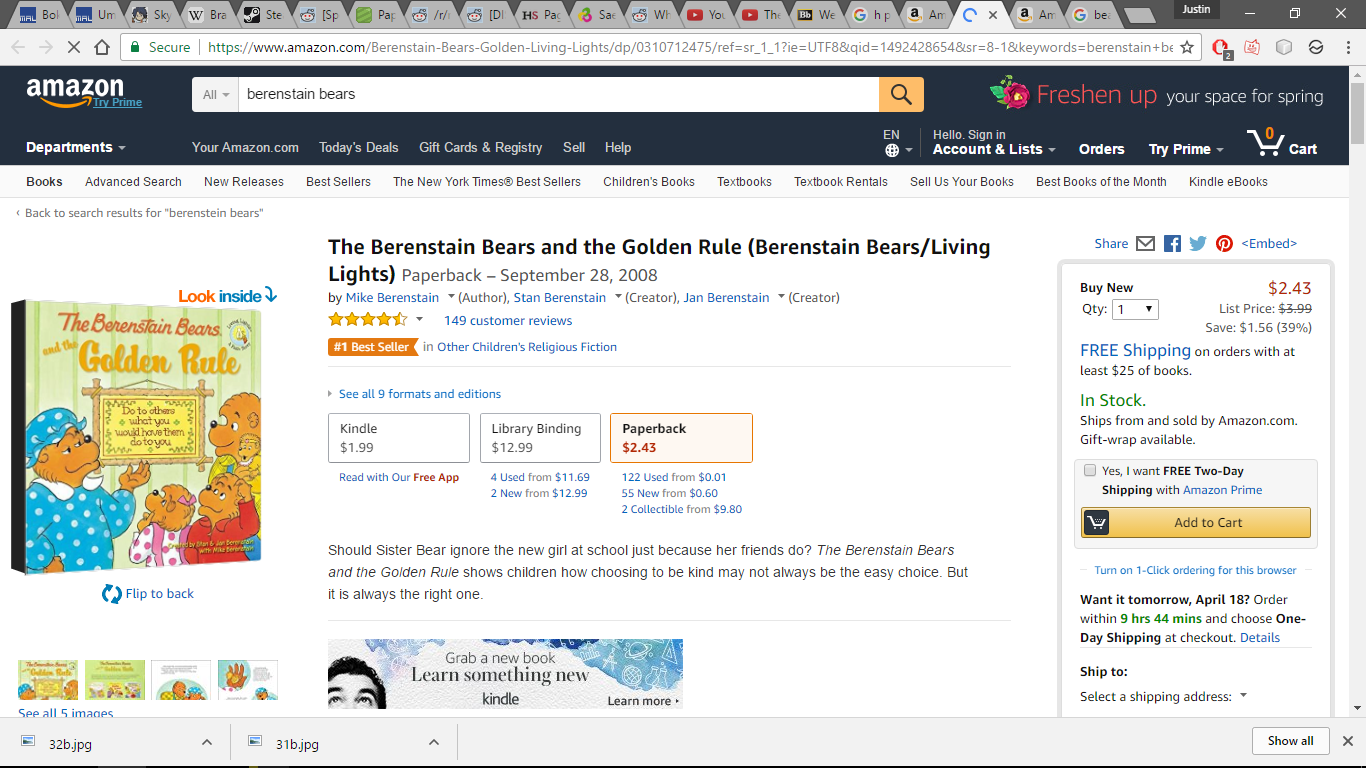 Bol Um Sky Bra Ste [Sp Pap /r/ [DI Pag Sae Wh You The We h p Am Am bea Justin
Secure https://www.amazon.com/Berenstain-Bears-Golden-Living-Lights/dp/0310712475/ref=sr_1_1?ie=UTF8&qid=1492428654&sr=8-1&keywords=berenstain+be 2
amazon
Try Prime
All berenstain bears
Freshen up your space for spring
Departments Your Amazon.com Today's Deals Gift Cards & Registry Sell Help
EN Hello. Sign in
Account & Lists Orders Try Prime 0 Cart
Books Advanced Search New Releases Best Sellers The New York Times® Best Sellers Children's Books Textbooks Textbook Rentals Sell Us Your Books Best Books of the Month Kindle eBooks
‹ Back to search results for "berenstein bears"
Look inside
The Berenstain Bears
and the Golden Rule
Living Lights
Do to others
what you
would have them
do to you
Created by Stan & Jan Berenstain
with Mike Berenstain
Flip to back
See all 5 images
The Berenstain Bears and the Golden Rule (Berenstain Bears/Living
Lights) Paperback – September 28, 2008
by Mike Berenstain (Author), Stan Berenstain (Creator), Jan Berenstain (Creator)
149 customer reviews
#1 Best Seller in Other Children's Religious Fiction
See all 9 formats and editions
Kindle
$1.99
Read with Our Free App
Library Binding
$12.99
4 Used from $11.69
2 New from $12.99
Paperback
$2.43
122 Used from $0.01
55 New from $0.60
2 Collectible from $9.80
Should Sister Bear ignore the new girl at school just because her friends do? The Berenstain Bears
and the Golden Rule shows children how choosing to be kind may not always be the easy choice. But
it is always the right one.
Grab a new book
Learn something new
kindle
Learn more ›
Share <Embed>
Buy New $2.43
Qty: 1 List Price: $3.99
Save: $1.56 (39%)
FREE Shipping on orders with at
least $25 of books.
In Stock.
Ships from and sold by Amazon.com.
Gift-wrap available.
Yes, I want FREE Two-Day
Shipping with Amazon Prime
Add to Cart
Turn on 1-Click ordering for this browser
Want it tomorrow, April 18? Order
within 9 hrs 44 mins and choose One-
Day Shipping at checkout. Details
Ship to:
Select a shipping address:
32b.jpg 31b.jpg Show all